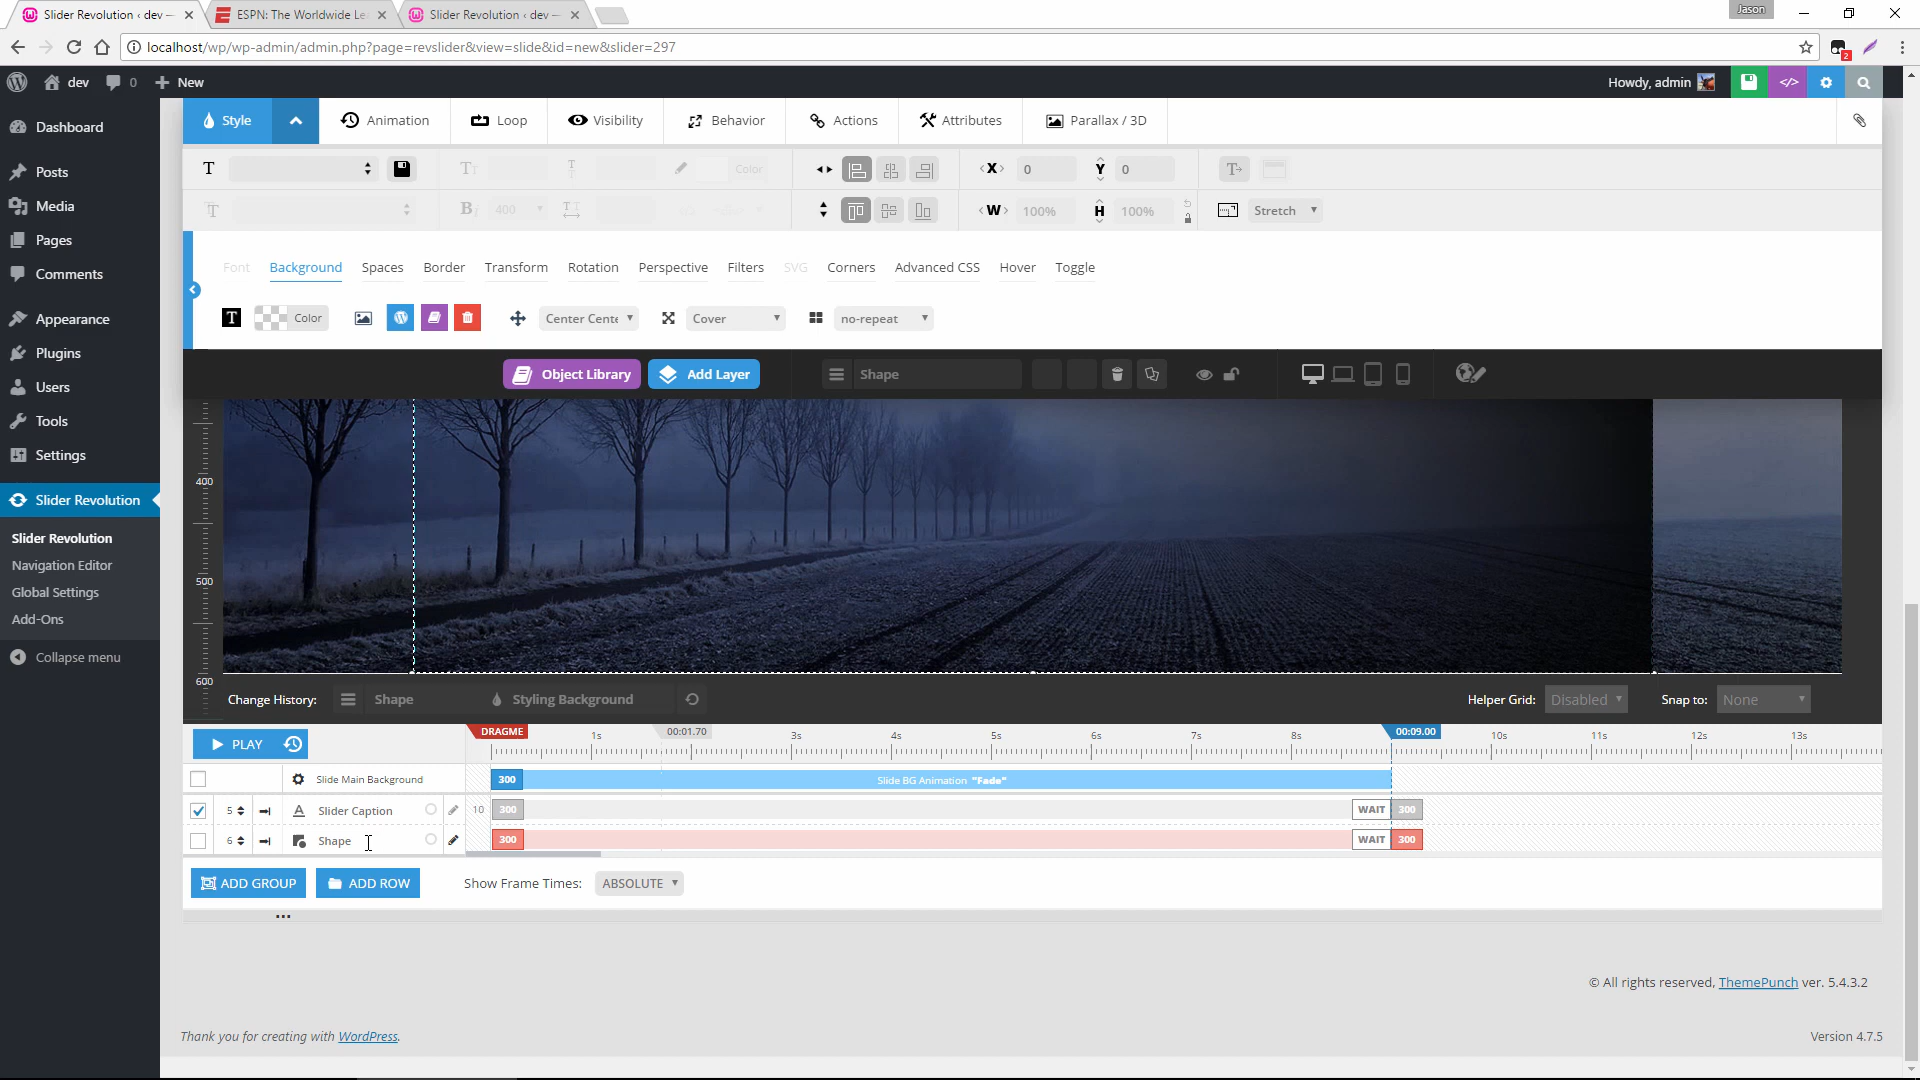 Slider Revolution ‹ dev —
ESPN: The Worldwide Le
Slider Revolution ‹ dev —
Jason
localhost/wp/wp-admin/admin.php?page=revslider&view=slide&id=new&slider=297
2
dev
0
New
Howdy, admin
Dashboard
Posts
Media
Pages
Comments
Appearance
Plugins
Users
Tools
Settings
Slider Revolution
Slider Revolution
Navigation Editor
Global Settings
Add-Ons
Collapse menu
Style
Animation
Loop
Visibility
Behavior
Actions
Attributes
Parallax / 3D
Color
X
0
Y
0
400
W
100%
H
100%
Stretch
Font
Background
Spaces
Border
Transform
Rotation
Perspective
Filters
SVG
Corners
Advanced CSS
Hover
Toggle
Color
Center Cente
Cover
no-repeat
Object Library
Add Layer
Shape
400
500
600
Change History:
Shape
Styling Background
Helper Grid:
Disabled
Snap to:
None
PLAY
DRAGME
1s
00:01.70
3s
4s
5s
6s
7s
8s
00:09.00
10s
11s
12s
13s
Slide Main Background
300
Slide BG Animation "Fade"
5
Slider Caption
10
300
WAIT
300
6
Shape
300
WAIT
300
ADD GROUP
ADD ROW
Show Frame Times:
ABSOLUTE
© All rights reserved, ThemePunch ver. 5.4.3.2
Thank you for creating with WordPress.
Version 4.7.5